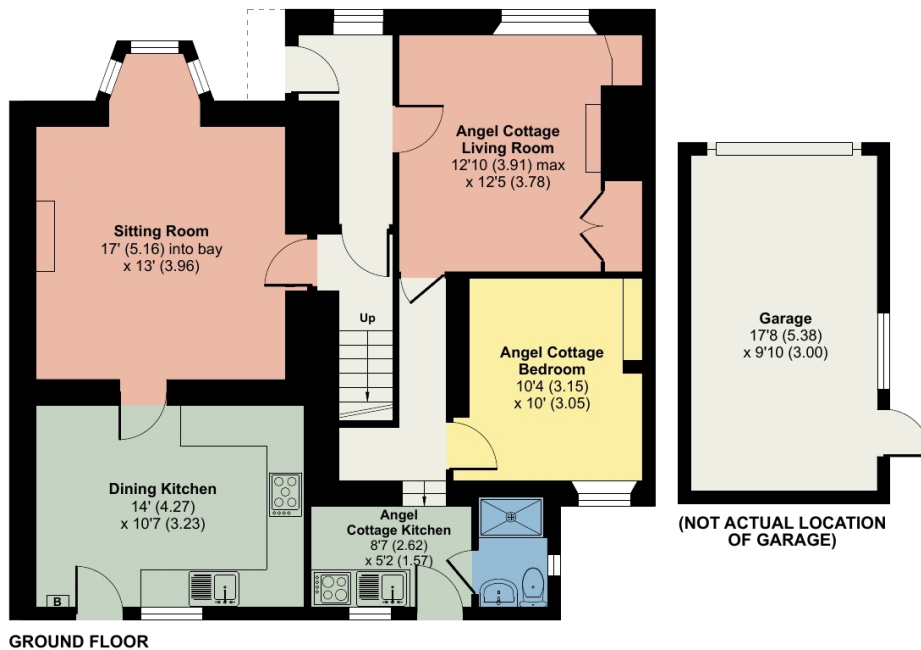 Sitting Room
17' (5.16) into bay
x 13' (3.96)
Angel Cottage
Living Room
12'10 (3.91) max
x 12'5 (3.78)
Up
Angel Cottage
Bedroom
10'4 (3.15)
x 10' (3.05)
Dining Kitchen
14' (4.27)
x 10'7 (3.23)
B
Angel
Cottage Kitchen
8'7 (2.62)
x 5'2 (1.57)
Garage
17'8 (5.38)
x 9'10 (3.00)
(NOT ACTUAL LOCATION
OF GARAGE)
GROUND FLOOR